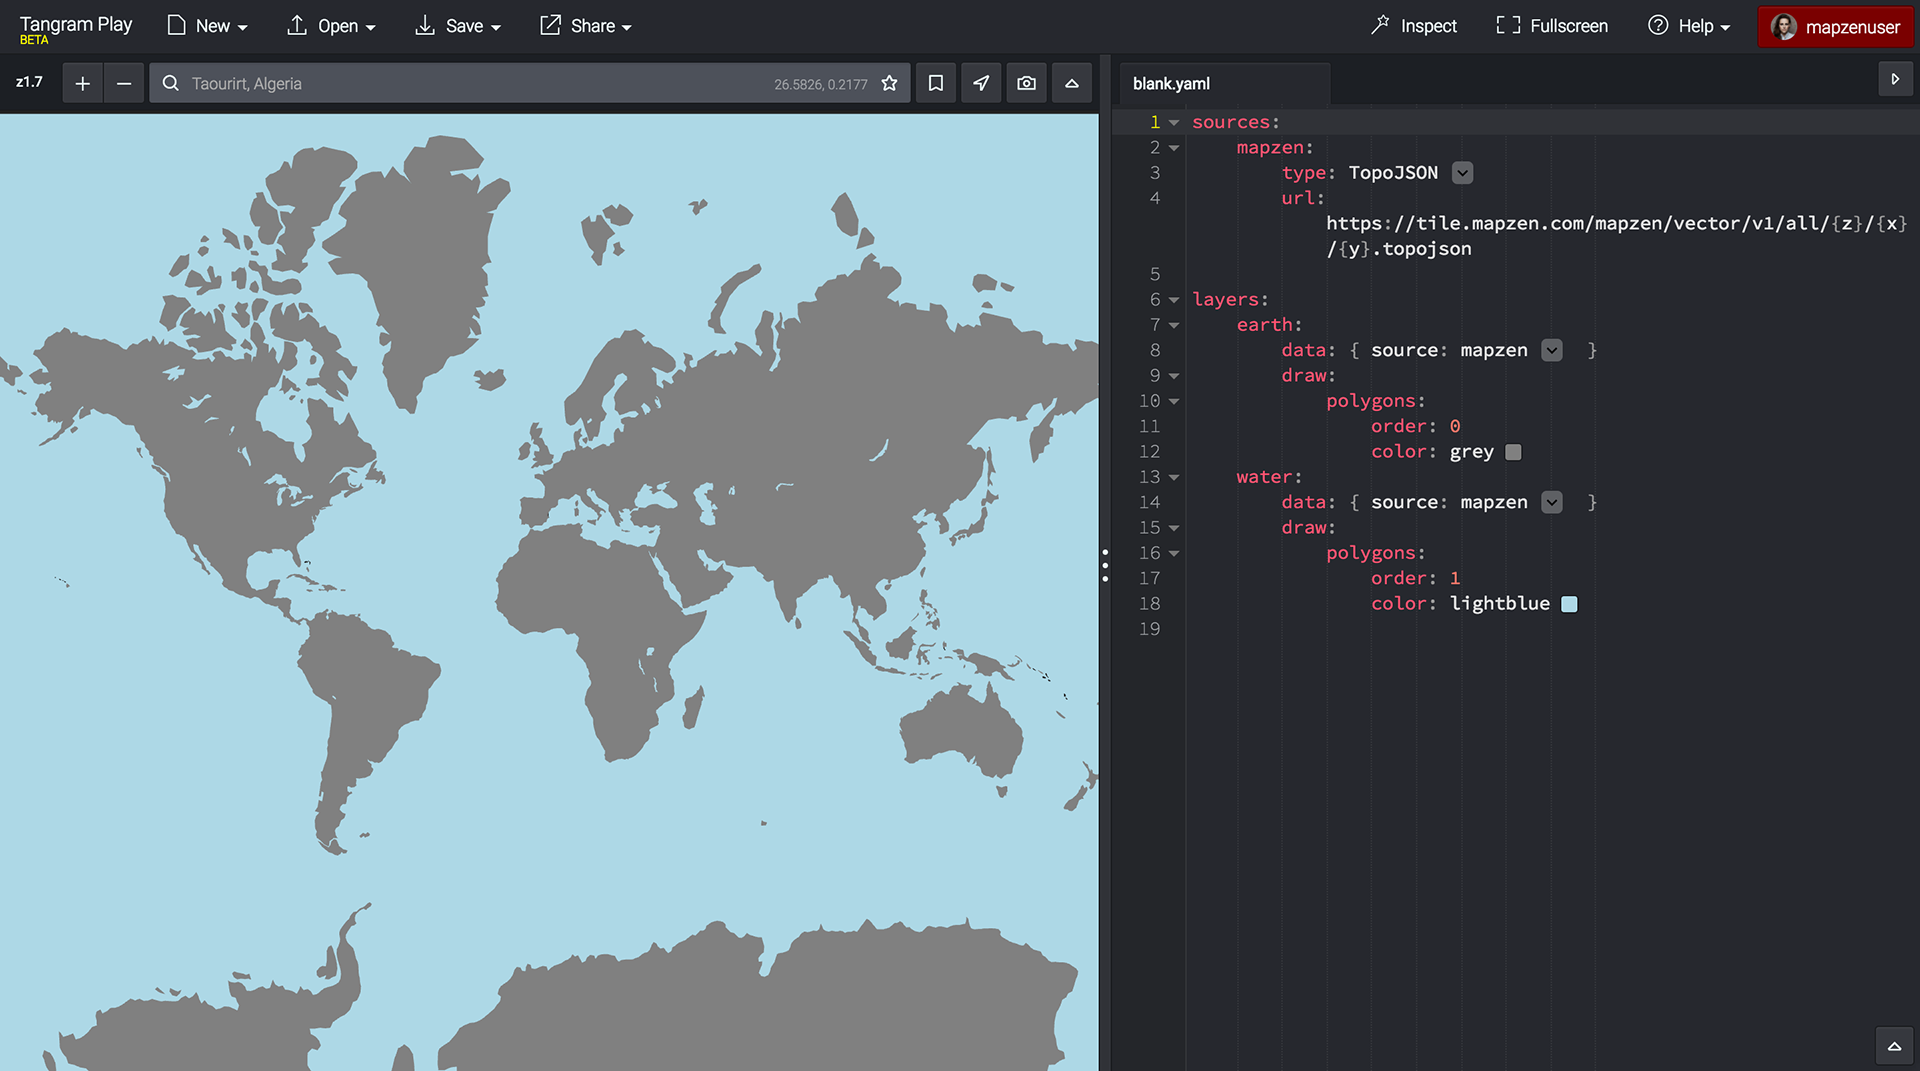 Tangram Play
BETA
New
Open
Save
Share
Inspect
Fullscreen
Help
mapzenuser
z1.7
Taourirt, Algeria
26.5826, 0.2177
blank.yaml
1 sources:
2 mapzen:
3 type: TopoJSON
4 url:
https://tile.mapzen.com/mapzen/vector/v1/all/{z}/{x}
/{y}.topojson
5
6 layers:
7 earth:
8 data: { source: mapzen }
9 draw:
10 polygons:
11 order: 0
12 color: grey
13 water:
14 data: { source: mapzen }
15 draw:
16 polygons:
17 order: 1
18 color: lightblue
19